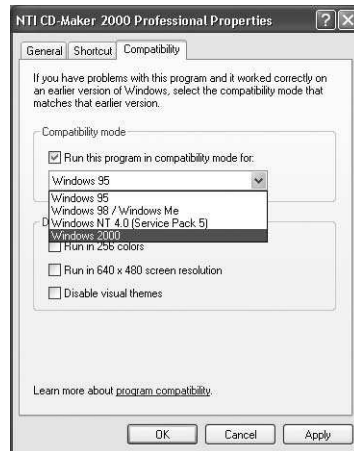 NTI CD-Maker 2000 Professional Properties
General Shortcut Compatibility
If you have problems with this program and it worked correctly on
an earlier version of Windows, select the compatibility mode that
matches that earlier version.
Compatibility mode
Run this program in compatibility mode for:
Windows 95
Windows 95
Windows 98 / Windows Me
Windows NT 4.0 (Service Pack 5)
Windows 2000
Run in 256 colors
Run in 640 x 480 screen resolution
Disable visual themes
Learn more about program compatibility.
OK Cancel Apply